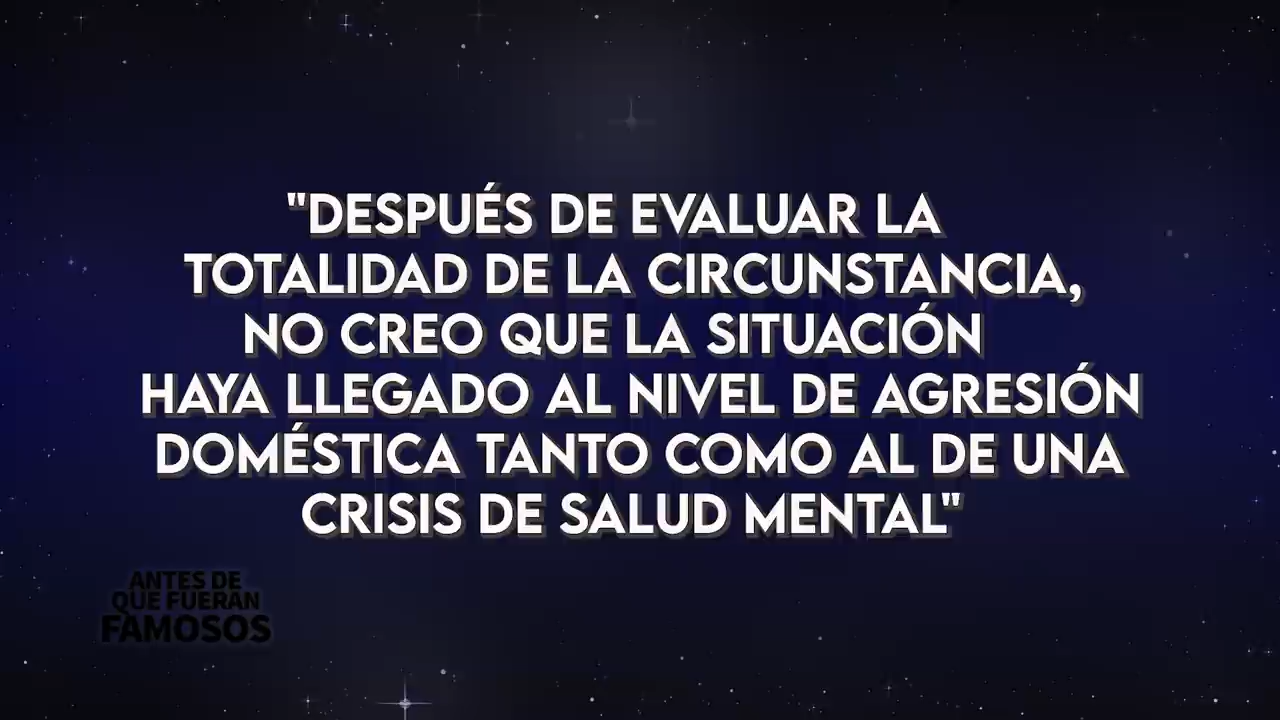 "DESPUÉS DE EVALUAR LA
TOTALIDAD DE LA CIRCUNSTANCIA,
NO CREO QUE LA SITUACIÓN
HAYA LLEGADO AL NIVEL DE AGRESIÓN
DOMÉSTICA TANTO COMO AL DE UNA
CRISIS DE SALUD MENTAL"
ANTES DE
QUE FUERAN
FAMOSOS